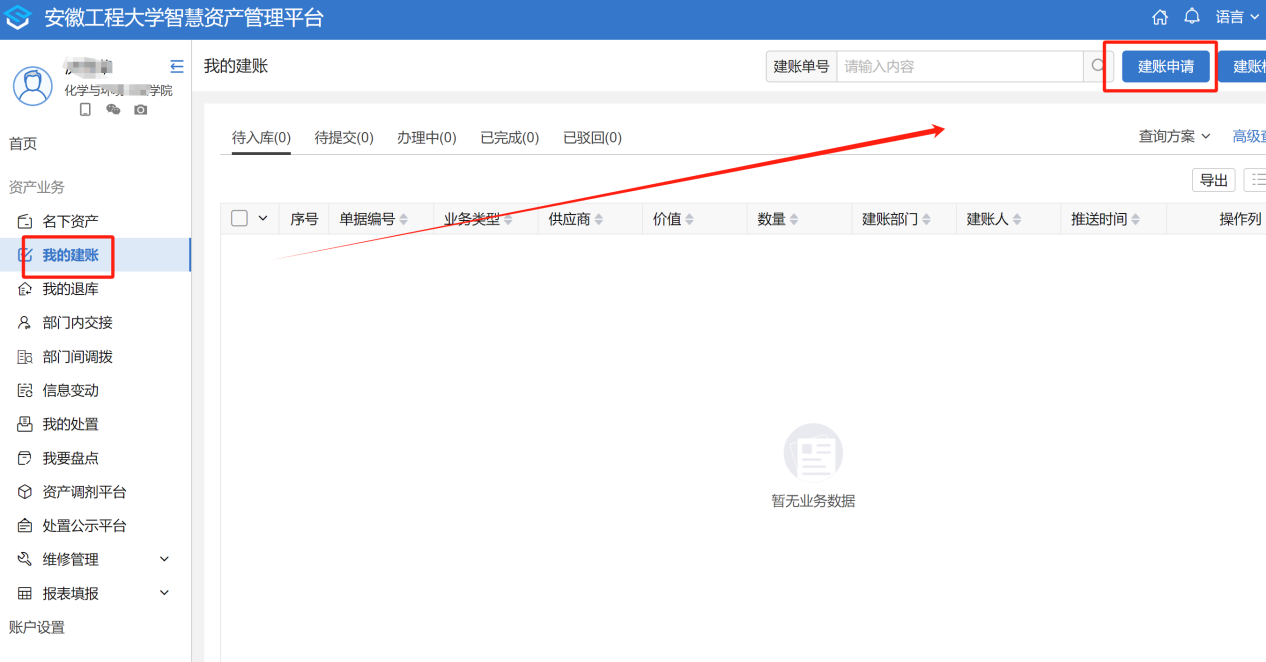 安徽工程大学智慧资产管理平台
语言
化学与环境 学院
首页
资产业务
名下资产
我的建账
我的退库
部门内交接
部门间调拨
信息变动
我的处置
我要盘点
资产调剂平台
处置公示平台
维修管理
报表填报
账户设置
我的建账
建账单号 请输入内容 建账申请 建账
待入库(0) 待提交(0) 办理中(0) 已完成(0) 已驳回(0) 查询方案 高级
导出
序号 单据编号 业务类型 供应商 价值 数量 建账部门 建账人 推送时间 操作列
暂无业务数据